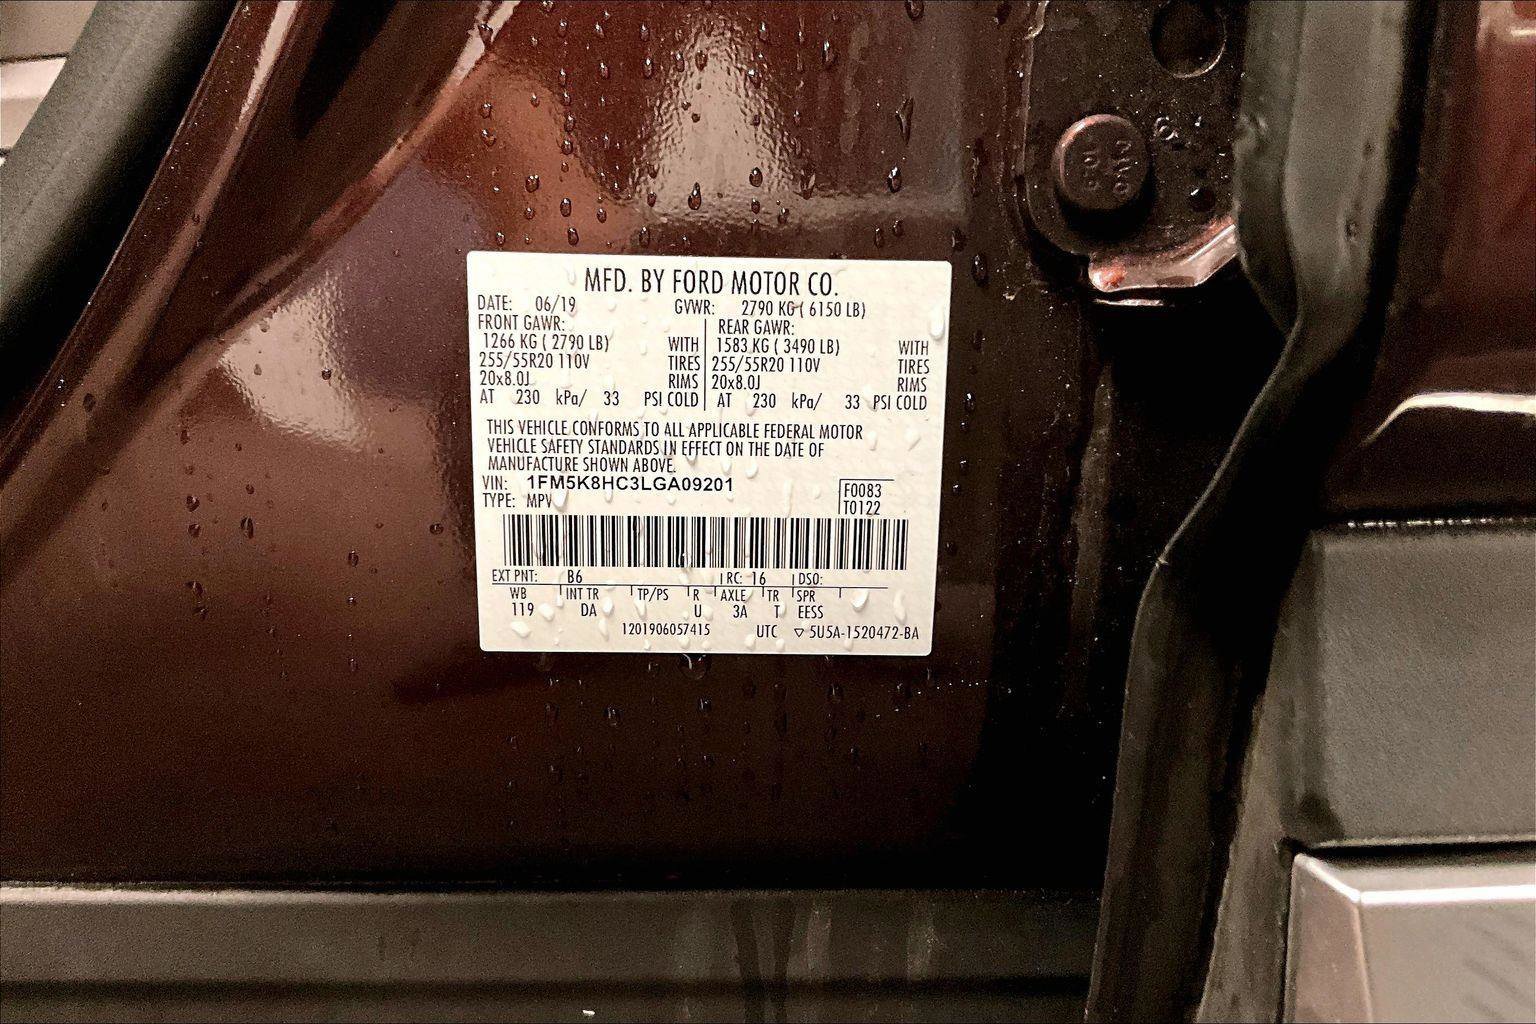 MFD. BY FORD MOTOR CO.
DATE: 06/19 GVWR: 2790 KG ( 6150 LB)
FRONT GAWR: REAR GAWR:
1266 KG ( 2790 LB) WITH 1583 KG ( 3490 LB) WITH
255/55R20 110V TIRES 255/55R20 110V TIRES
20x8.0J RIMS 20x8.0J RIMS
AT 230 kPa/ 33 PSI COLD AT 230 kPa/ 33 PSI COLD
THIS VEHICLE CONFORMS TO ALL APPLICABLE FEDERAL MOTOR
VEHICLE SAFETY STANDARDS IN EFFECT ON THE DATE OF
MANUFACTURE SHOWN ABOVE.
VIN: 1FM5K8HC3LGA09201 F0083
TYPE: MPV T0122
EXT PNT: B6 RC: 16 DSO:
WB INT TR TP/PS R AXLE TR SPR
119 DA U 3A T EESS
1201906057415 UTC ▽ 5U5A-1520472-BA